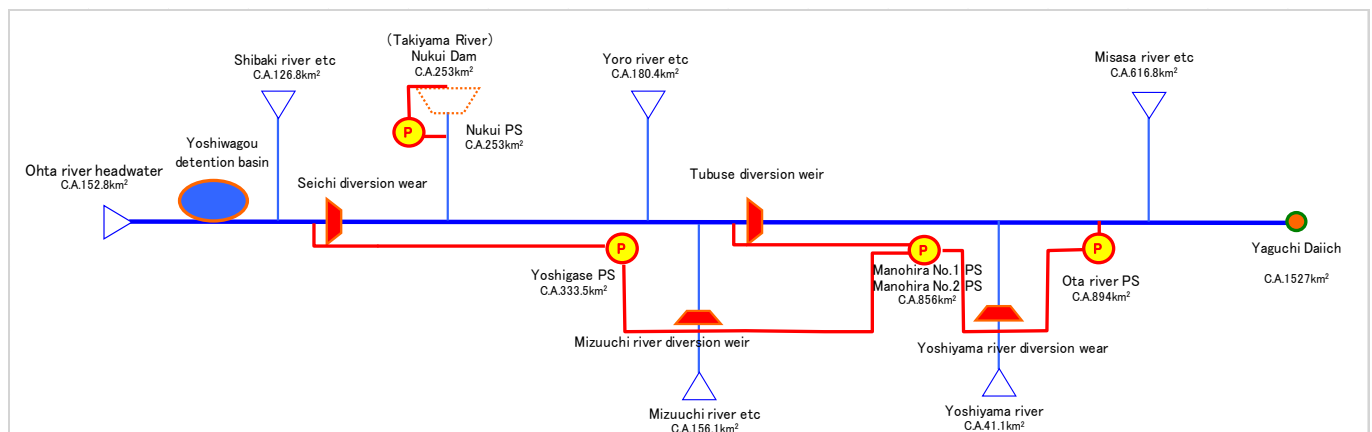 Ohta river headwater
C.A.152.8km²
Yoshiwagou
detention basin
Shibaki river etc
C.A.126.8km²
Seichi diversion wear
(Takiyama River)
Nukui Dam
C.A.253km²
P
Nukui PS
C.A.253km²
Yoro river etc
C.A.180.4km²
P
Yoshigase PS
C.A.333.5km²
Mizuuchi river diversion weir
Mizuuchi river etc
C.A.156.1km²
Tubuse diversion weir
P
Manohira No.1 PS
Manohira No.2 PS
C.A.856km²
Yoshiyama river diversion wear
Yoshiyama river
C.A.41.1km²
P
Ota river PS
C.A.894km²
Misasa river etc
C.A.616.8km²
Yaguchi Daiich
C.A.1527km²